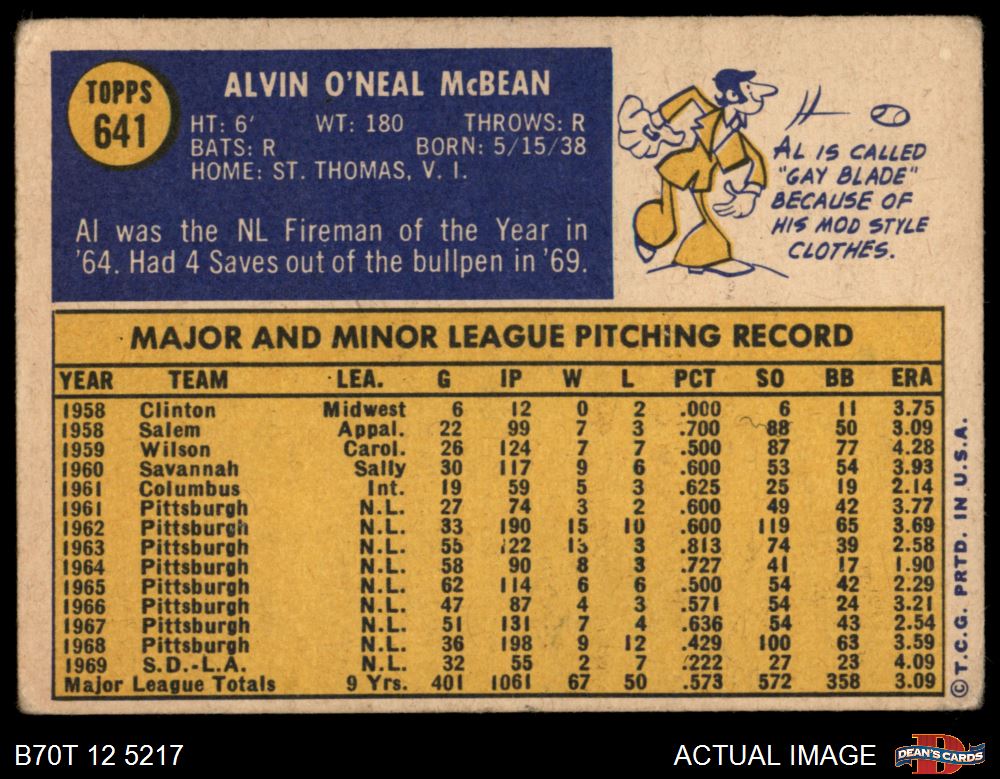 TOPPS
641
ALVIN O'NEAL McBEAN
HT: 6' WT: 180 THROWS: R
BATS: R BORN: 5/15/38
HOME: ST. THOMAS, V. I.
Al was the NL Fireman of the Year in
'64. Had 4 Saves out of the bullpen in '69.
AL IS CALLED
"GAY BLADE"
BECAUSE OF
HIS MOD STYLE
CLOTHES.
MAJOR AND MINOR LEAGUE PITCHING RECORD
YEAR TEAM LEA. G IP W L PCT SO BB ERA
1958 Clinton Midwest 6 12 0 2 .000 6 11 3.75
1958 Salem Appal. 22 99 7 3 .700 88 50 3.09
1959 Wilson Carol. 26 124 7 7 .500 87 77 4.28
1960 Savannah Sally 30 117 9 6 .600 53 54 3.93
1961 Columbus Int. 19 59 5 3 .625 25 19 2.14
1961 Pittsburgh N.L. 27 74 3 2 .600 49 42 3.77
1962 Pittsburgh N.L. 33 190 15 10 .600 119 65 3.69
1963 Pittsburgh N.L. 55 122 13 3 .813 74 39 2.58
1964 Pittsburgh N.L. 58 90 8 3 .727 41 17 1.90
1965 Pittsburgh N.L. 62 114 6 6 .500 54 42 2.29
1966 Pittsburgh N.L. 47 87 4 3 .571 54 24 3.21
1967 Pittsburgh N.L. 51 131 7 4 .636 54 43 2.54
1968 Pittsburgh N.L. 36 198 9 12 .429 100 63 3.59
1969 S.D.-L.A. N.L. 32 55 2 7 .222 27 23 4.09
Major League Totals 9 Yrs. 401 1061 67 50 .573 572 358 3.09
© T.C.G. PRTD. IN U.S.A.
B70T 12 5217
ACTUAL IMAGE
D
DEAN'S CARDS